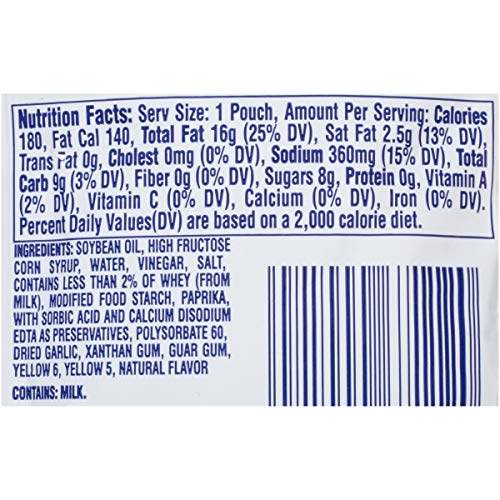 Nutrition Facts: Serv Size: 1 Pouch, Amount Per Serving: Calories
180, Fat Cal 140, Total Fat 16g (25% DV), Sat Fat 2.5g (13% DV),
Trans Fat 0g, Cholest 0mg (0% DV), Sodium 360mg (15% DV), Total
Carb 9g (3% DV), Fiber 0g (0% DV), Sugars 8g, Protein 0g, Vitamin A
(2% DV), Vitamin C (0% DV), Calcium (0% DV), Iron (0% DV).
Percent Daily Values(DV) are based on a 2,000 calorie diet.
INGREDIENTS: SOYBEAN OIL, HIGH FRUCTOSE
CORN SYRUP, WATER, VINEGAR, SALT,
CONTAINS LESS THAN 2% OF WHEY (FROM
MILK), MODIFIED FOOD STARCH, PAPRIKA,
WITH SORBIC ACID AND CALCIUM DISODIUM
EDTA AS PRESERVATIVES, POLYSORBATE 60,
DRIED GARLIC, XANTHAN GUM, GUAR GUM,
YELLOW 6, YELLOW 5, NATURAL FLAVOR
CONTAINS: MILK.